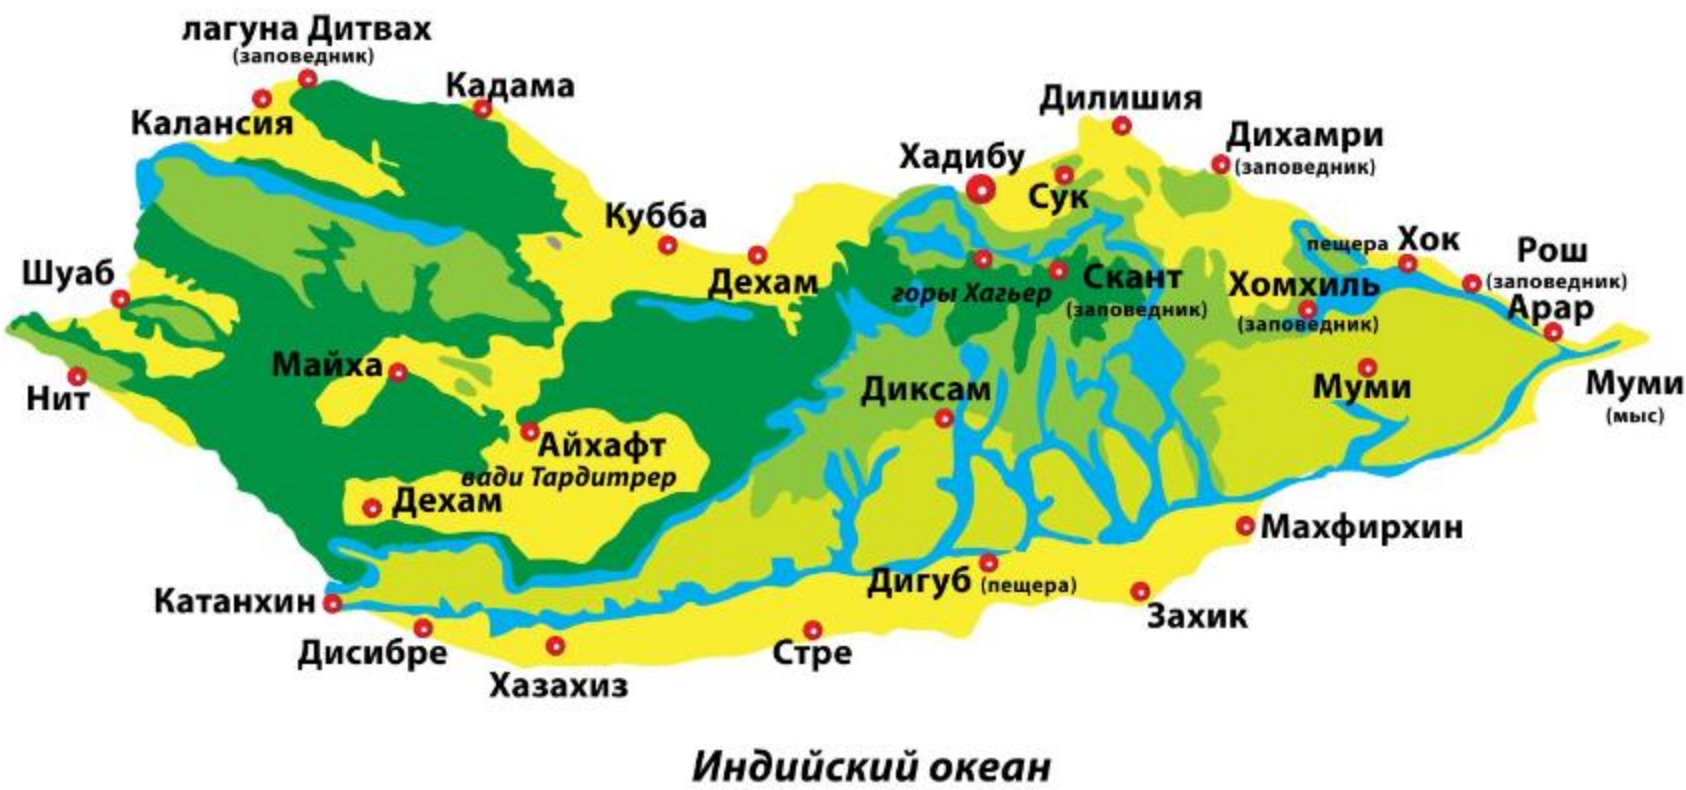 лагуна Дитвах
(заповедник)
Кадама
Калансия
Дилишия
Дихамри
(заповедник)
Хадибу
Сук
Кубба
Дехам
пещера Хок
Рош
(заповедник)
Шуаб
горы Хагьер
Скант
(заповедник)
Хомхиль
(заповедник)
Арар
Майха
Нит
Диксам
Муми
Муми
(мыс)
Айхафт
вади Тардитрер
Дехам
Махфирхин
Катанхин
Дигуб (пещера)
Захик
Дисибре
Стре
Хазахиз
Индийский океан